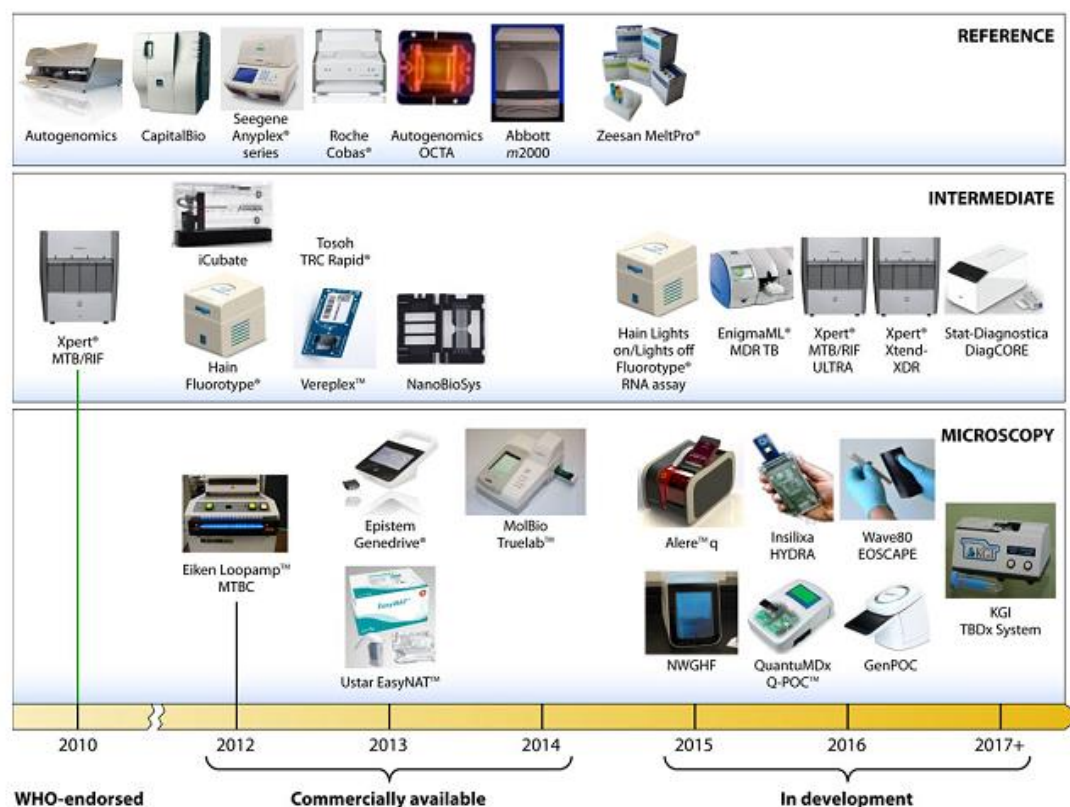 REFERENCE
Autogenomics
CapitalBio
Seegene
Anyplex®
series
Roche
Cobas®
Autogenomics
OCTA
Abbott
m2000
Zeesan MeltPro®
INTERMEDIATE
Xpert®
MTB/RIF
iCubate
Hain
Fluorotype®
Tosoh
TRC Rapid®
Vereplex™
NanoBioSys
Hain Lights
on/Lights off
Fluorotype®
RNA assay
EnigmaML®
MDR TB
Xpert®
MTB/RIF
ULTRA
Xpert®
Xtend-
XDR
Stat-Diagnostica
DiagCORE
MICROSCOPY
Eiken Loopamp™
MTBC
Epistem
Genedrive®
EasyNAT™
Ustar EasyNAT™
MolBio
Truelab™
Alere™ q
Insilixa
HYDRA
Wave80
EOSCAPE
KGI
KGI
TBDx System
NWGHF
QuantuMDx
Q-POC™
GenPOC
2010
2012
2013
2014
2015
2016
2017+
WHO-endorsed
Commercially available
In development